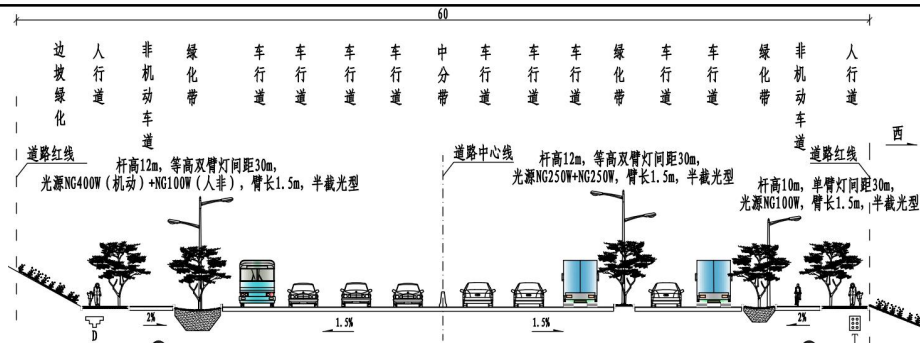 60
边坡绿化
人行道
非机动车道
绿化带
车行道
车行道
车行道
车行道
中分带
车行道
车行道
车行道
绿化带
车行道
车行道
绿化带
非机动车道
人行道
西
道路红线
杆高12m, 等高双臂灯间距30m,
光源NG400W（机动）+NG100W（人非）, 臂长1.5m, 半截光型
道路中心线
杆高12m, 等高双臂灯间距30m,
光源NG250W+NG250W, 臂长1.5m, 半截光型
道路红线
杆高10m, 单臂灯间距30m,
光源NG100W, 臂长1.5m, 半截光型
2%
1.5%
1.5%
2%
D
T